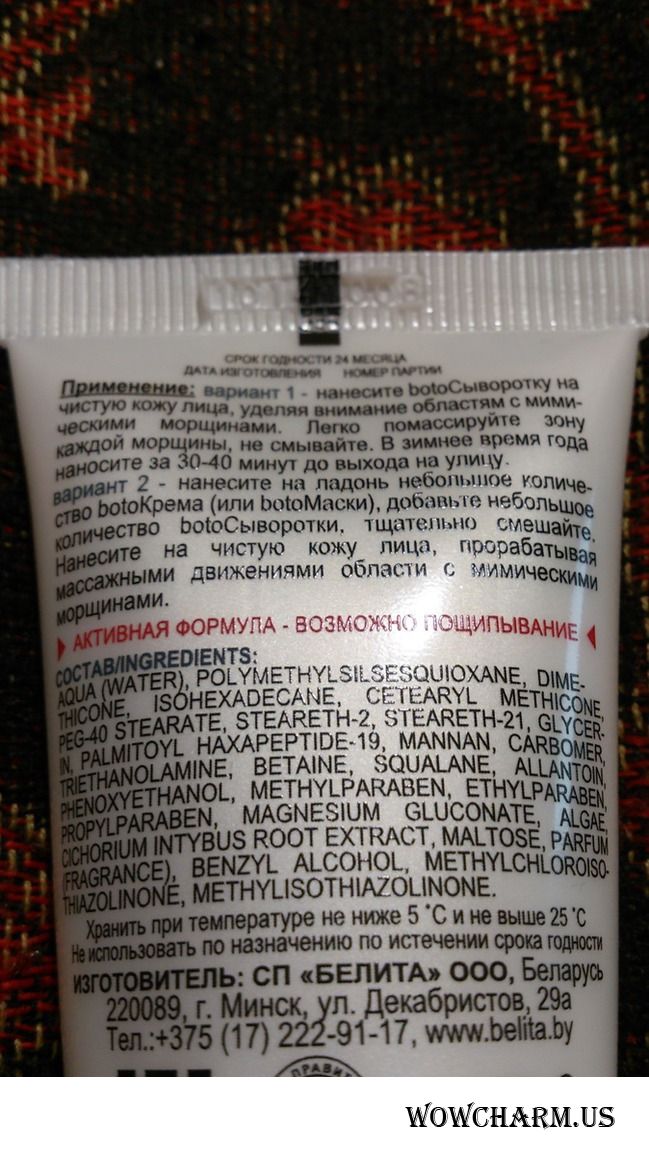 СРОК ГОДНОСТИ 24 МЕСЯЦА
ДАТА ИЗГОТОВЛЕНИЯ НОМЕР ПАРТИИ
Применение: вариант 1 - нанесите botoСыворотку на
чистую кожу лица, уделяя внимание областям с мими-
ческими морщинами. Легко помассируйте зону
каждой морщины, не смывайте. В зимнее время года
наносите за 30-40 минут до выхода на улицу.
вариант 2 - нанесите на ладонь небольшое количе-
ство botoКрема (или botoМаски), добавьте небольшое
количество botoСыворотки, тщательно смешайте.
Нанесите на чистую кожу лица, прорабатывая
массажными движениями области с мимическими
морщинами.
АКТИВНАЯ ФОРМУЛА - ВОЗМОЖНО ПОЩИПЫВАНИЕ
СОСТАВ/INGREDIENTS:
AQUA (WATER), POLYMETHYLSILSESQUIOXANE, DIME-
THICONE, ISOHEXADECANE, CETEARYL METHICONE,
PEG-40 STEARATE, STEARETH-2, STEARETH-21, GLYCER-
IN, PALMITOYL HAXAPEPTIDE-19, MANNAN, CARBOMER,
TRIETHANOLAMINE, BETAINE, SQUALANE, ALLANTOIN,
PHENOXYETHANOL, METHYLPARABEN, ETHYLPARABEN,
PROPYLPARABEN, MAGNESIUM GLUCONATE, ALGAE,
CICHORIUM INTYBUS ROOT EXTRACT, MALTOSE, PARFUM
(FRAGRANCE), BENZYL ALCOHOL, METHYLCHLOROISO-
THIAZOLINONE, METHYLISOTHIAZOLINONE.
Хранить при температуре не ниже 5 °С и не выше 25 °С
Не использовать по назначению по истечении срока годности
ИЗГОТОВИТЕЛЬ: СП «БЕЛИТА» ООО, Беларусь
220089, г. Минск, ул. Декабристов, 29а
Тел.:+375 (17) 222-91-17, www.belita.by
WOWCHARM.US